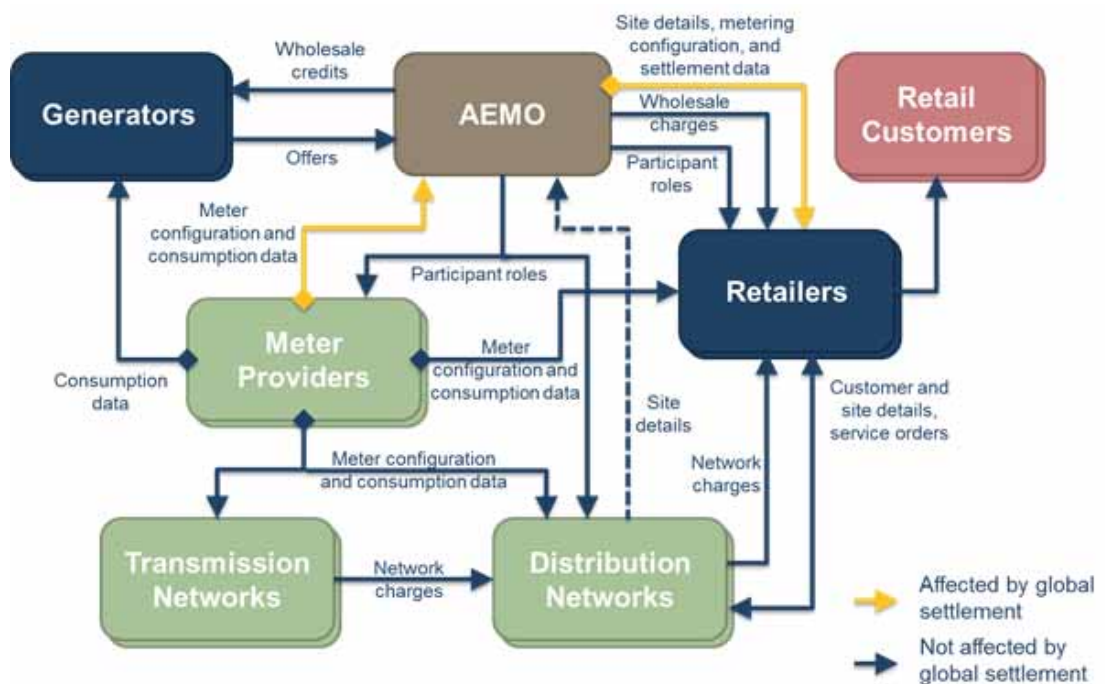 Wholesale
credits
Generators
Offers
AEMO
Site details, metering
configuration, and
settlement data
Wholesale
charges
Participant
roles
Retail
Customers
Meter
configuration and
consumption data
Participant roles
Retailers
Meter
Providers
Consumption
data
Meter
configuration and
consumption data
Site
details
Customer and
site details,
service orders
Meter configuration
and consumption data
Network
charges
Transmission
Networks
Network
charges
Distribution
Networks
Affected by global
settlement
Not affected by
global settlement